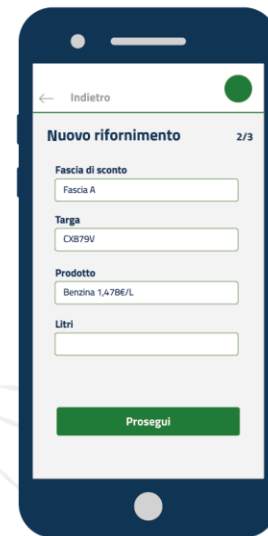 ← Indietro
Nuovo rifornimento 2/3
Fascia di sconto
Fascia A
Targa
CX879V
Prodotto
Benzina 1,478€/L
Litri
Prosegui